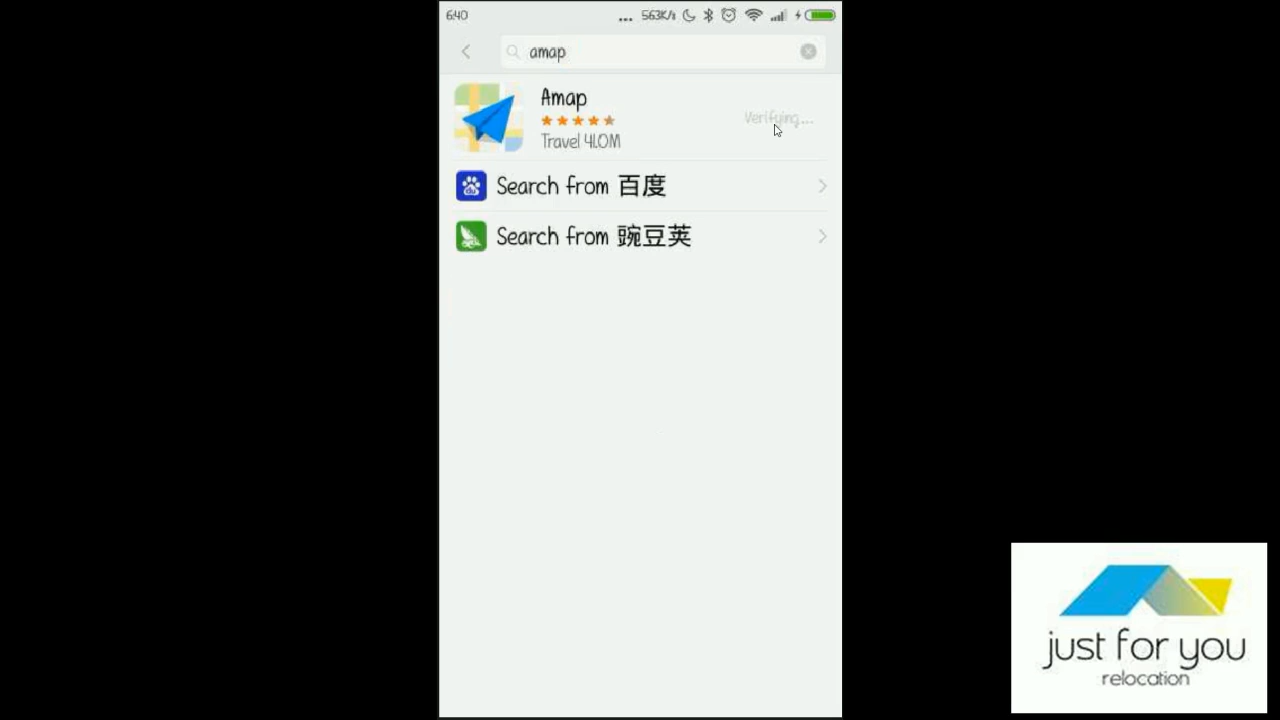 6:40
... 563K/s
amap
Amap
Travel 41.0M
Verifying...
du
Search from 百度
Search from 豌豆荚
just for you
relocation